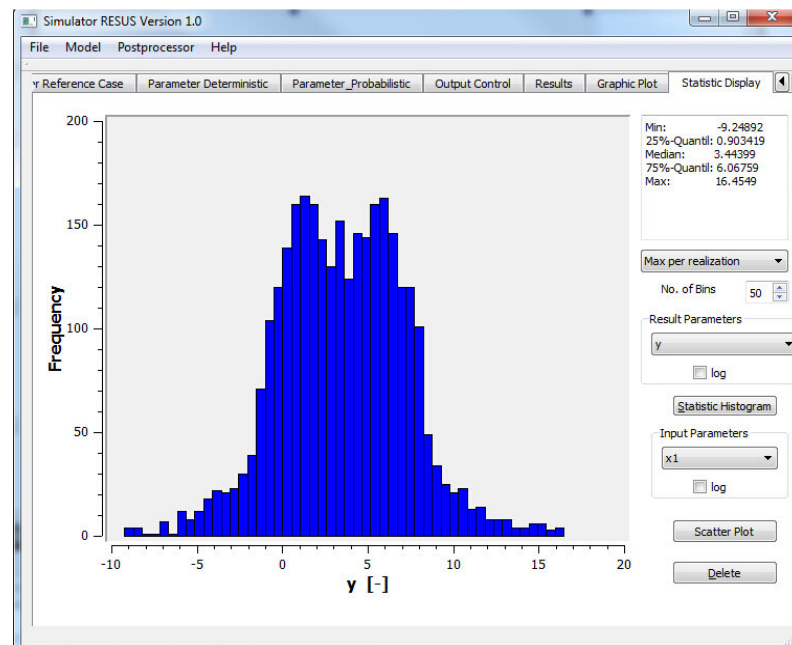 Simulator RESUS Version 1.0
File Model Postprocessor Help
r Reference Case Parameter Deterministic Parameter_Probabilistic Output Control Results Graphic Plot Statistic Display
200
150
100
50
0
Frequency
-10 -5 0 5 10 15 20
y [-]
Min: -9.24892
25%-Quantil: 0.903419
Median: 3.44399
75%-Quantil: 6.06759
Max: 16.4549
Max per realization
No. of Bins 50
Result Parameters
y
log
Statistic Histogram
Input Parameters
x1
log
Scatter Plot
Delete